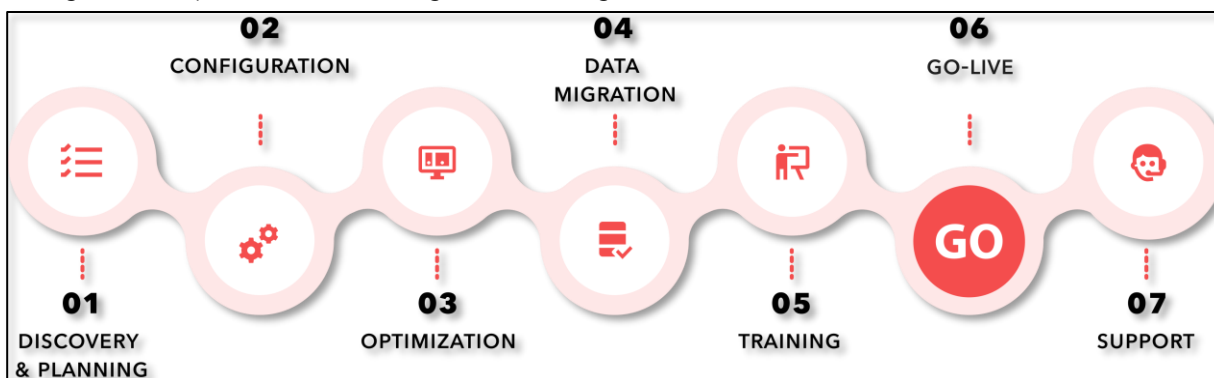 01
DISCOVERY
& PLANNING
02
CONFIGURATION
03
OPTIMIZATION
04
DATA
MIGRATION
05
TRAINING
06
GO-LIVE
GO
07
SUPPORT